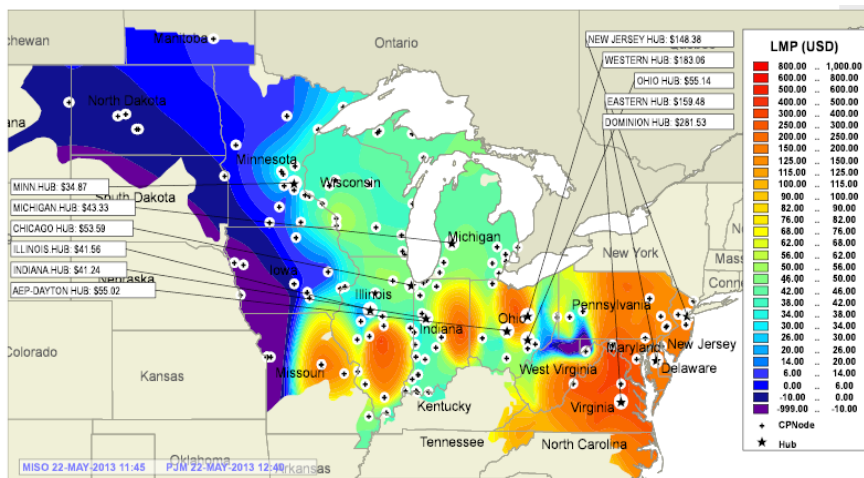 chewan
Manitoba
Ontario
Quebec
NEW JERSEY HUB: $148.38
WESTERN HUB: $183.06
OHIO HUB: $55.14
EASTERN HUB: $159.48
DOMINION HUB: $281.53
North Dakota
ana
Minnesota
Wisconsin
South Dakota
Michigan
New York
Mass
Conne
MINN.HUB: $34.87
MICHIGAN HUB: $43.33
CHICAGO HUB: $53.59
ILLINOIS HUB: $41.56
INDIANA HUB: $41.24
AEP-DAYTON HUB: $55.02
Nebraska
Iowa
Illinois
Indiana
Ohio
Pennsylvania
New Jersey
Maryland
Delaware
Colorado
Kansas
Missouri
West Virginia
Kentucky
Virginia
Tennessee
North Carolina
Oklahoma
Arkansas
MISO 22-MAY-2013 11:45 PJM 22-MAY-2013 12:40
LMP (USD)
800.00 .. 1,000.00
600.00 .. 800.00
500.00 .. 600.00
400.00 .. 500.00
300.00 .. 400.00
250.00 .. 300.00
200.00 .. 250.00
150.00 .. 200.00
125.00 .. 150.00
115.00 .. 125.00
100.00 .. 115.00
90.00 .. 100.00
82.00 .. 90.00
76.00 .. 82.00
68.00 .. 76.00
62.00 .. 68.00
56.00 .. 62.00
50.00 .. 56.00
46.00 .. 50.00
42.00 .. 46.00
38.00 .. 42.00
34.00 .. 38.00
30.00 .. 34.00
26.00 .. 30.00
20.00 .. 26.00
14.00 .. 20.00
6.00 .. 14.00
0.00 .. 6.00
-10.00 .. 0.00
-999.00 .. -10.00
CPNode
Hub